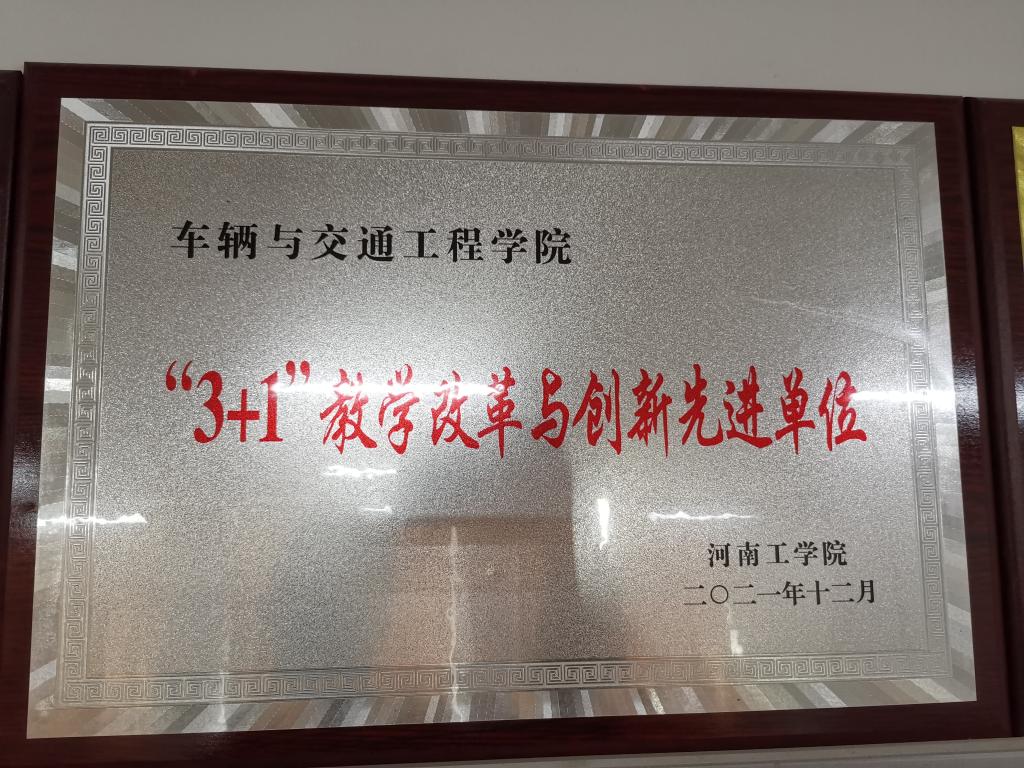 车辆与交通工程学院
“3+1”教学改革与创新先进单位
河南工学院
二〇二一年十二月